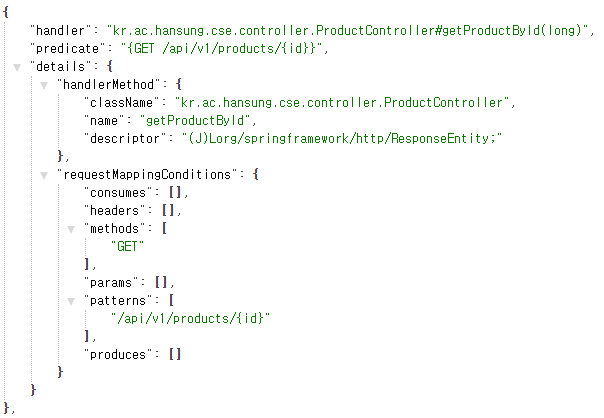 {
"handler": "kr.ac.hansung.cse.controller.ProductController#getProductById(long)",
"predicate": "{GET /api/v1/products/{id}}",
"details": {
"handlerMethod": {
"className": "kr.ac.hansung.cse.controller.ProductController",
"name": "getProductById",
"descriptor": "(J)Lorg/springframework/http/ResponseEntity;"
},
"requestMappingConditions": {
"consumes": [],
"headers": [],
"methods": [
"GET"
],
"params": [],
"patterns": [
"/api/v1/products/{id}"
],
"produces": []
}
}
},